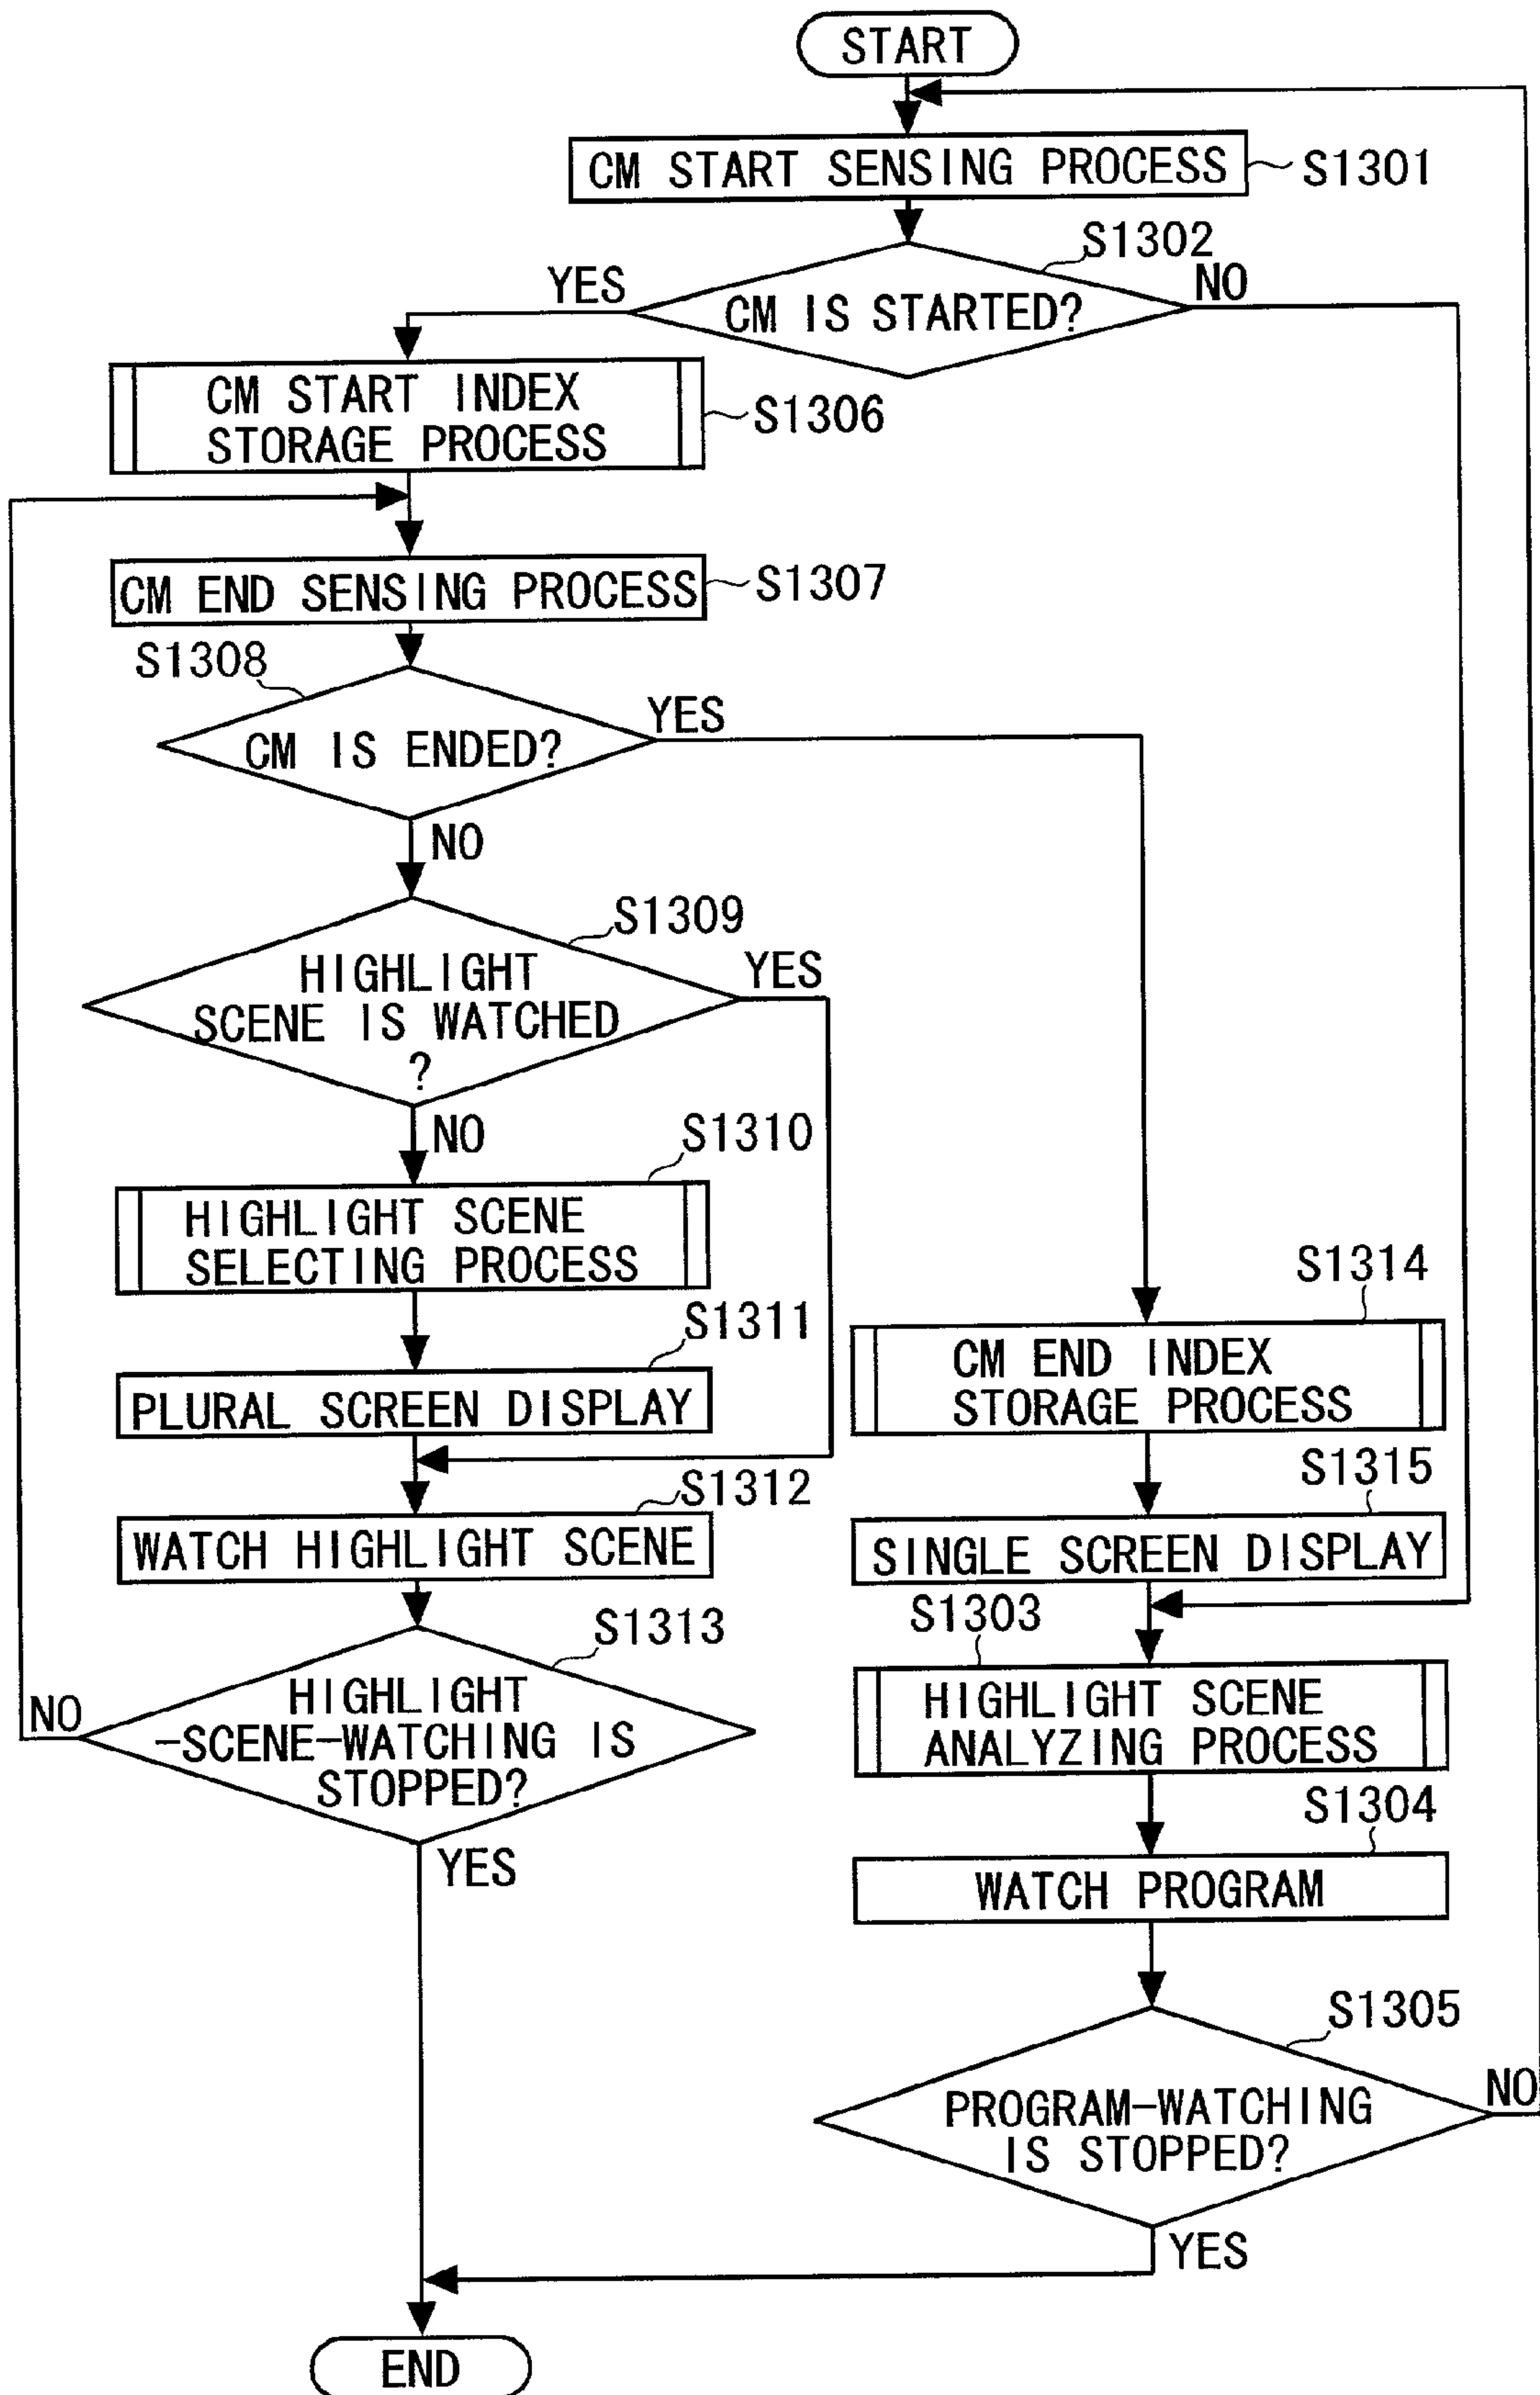 START
CM START SENSING PROCESS
S1301
S1302
YES
NO
CM IS STARTED?
CM START INDEX
STORAGE PROCESS
S1306
CM END SENSING PROCESS
S1307
S1308
YES
CM IS ENDED?
NO
S1309
YES
HIGHLIGHT
SCENE IS WATCHED
?
NO
S1310
HIGHLIGHT SCENE
SELECTING PROCESS
S1311
PLURAL SCREEN DISPLAY
S1312
WATCH HIGHLIGHT SCENE
S1313
HIGHLIGHT
-SCENE-WATCHING IS
STOPPED?
NO
YES
S1314
CM END INDEX
STORAGE PROCESS
S1315
SINGLE SCREEN DISPLAY
S1303
HIGHLIGHT SCENE
ANALYZING PROCESS
S1304
WATCH PROGRAM
S1305
NO
PROGRAM-WATCHING
IS STOPPED?
YES
END